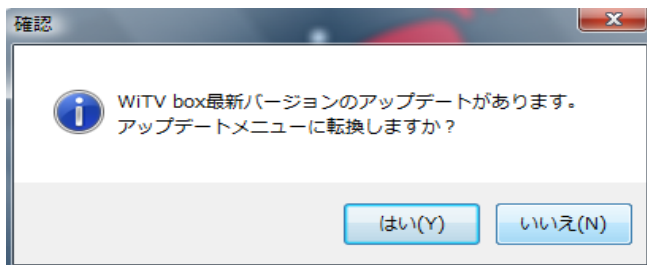 確認
WiTV box最新バージョンのアップデートがあります。
アップデートメニューに転換しますか？
はい(Y)
いいえ(N)